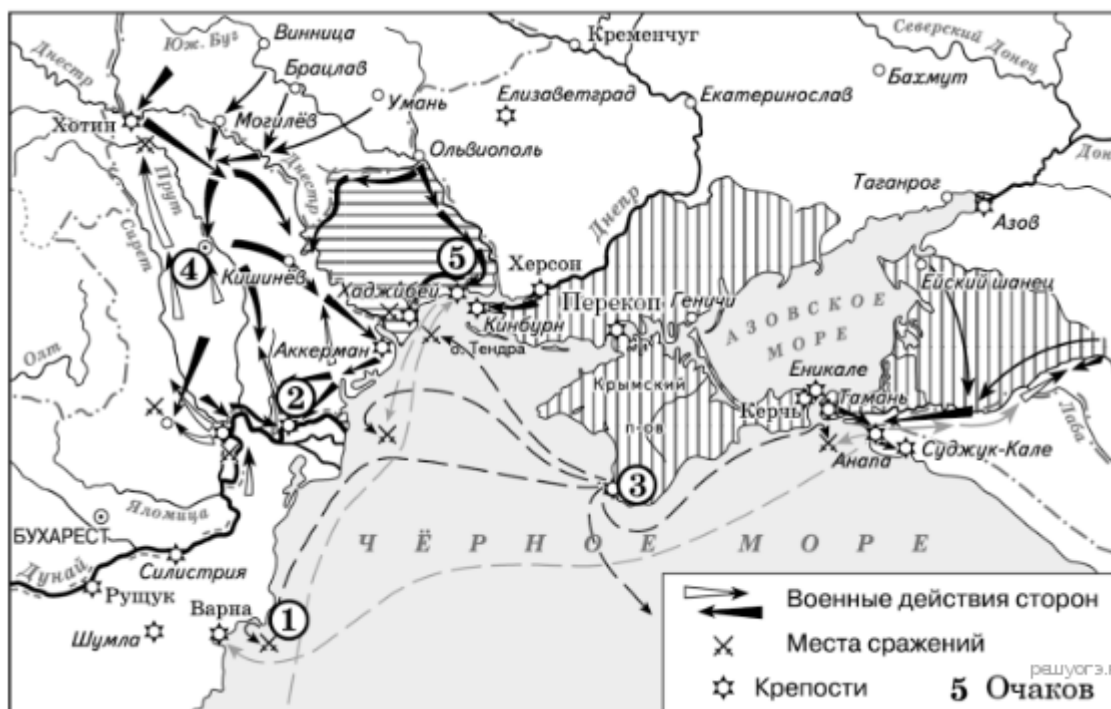 Днестр
Юж. Буг
Винница
Брацлав
Умань
Кременчуг
Северский Донец
Бахмут
Елизаветград
Екатеринослав
Хотин
Могилёв
Ольвиополь
Днестр
Днепр
Дон
Таганрог
Азов
Прут
Сирет
4
Кишинёв
5
Хаджибей
Херсон
Кинбурн
Перекоп
Геничи
Ейский шанец
АЗОВСКОЕ
МОРЕ
о. Тендра
Олт
Аккерман
Крымский
п-ов
Еникале
Тамань
Керчь
Лаба
2
Анапа
Суджук-Кале
3
Яломица
БУХАРЕСТ
ЧЁРНОЕ МОРЕ
Дунай
Силистрия
Рущук
Варна
1
Шумла
Военные действия сторон
Места сражений
Крепости
5 Очаков